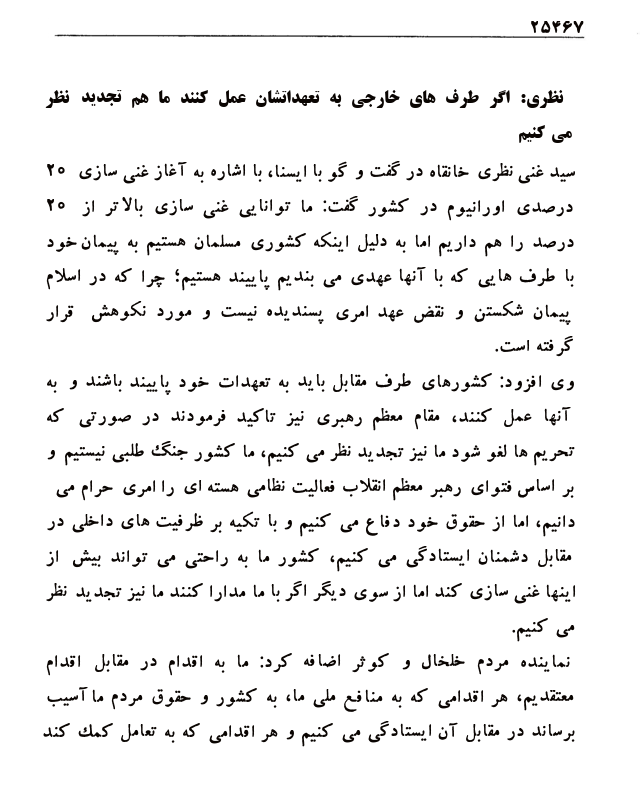 ۲۵۴۶۷
نظری: اگر طرف های خارجی به تعهداتشان عمل کنند ما هم تجدید نظر
می کنیم
سید غنی نظری خانقاه در گفت و گو با ایسنا، با اشاره به آغاز غنی سازی ۲۰
درصدی اورانیوم در کشور گفت: ما توانایی غنی سازی بالاتر از ۲۰
درصد را هم داریم اما به دلیل اینکه کشوری مسلمان هستیم به پیمان خود
با طرف هایی که با آنها عهدی می بندیم پایبند هستیم؛ چرا که در اسلام
پیمان شکستن و نقض عهد امری پسندیده نیست و مورد نکوهش قرار
گرفته است.
وی افزود: کشورهای طرف مقابل باید به تعهدات خود پایبند باشند و به
آنها عمل کنند، مقام معظم رهبری نیز تاکید فرمودند در صورتی که
تحریم ها لغو شود ما نیز تجدید نظر می کنیم، ما کشور جنگ طلبی نیستیم و
بر اساس فتوای رهبر معظم انقلاب فعالیت نظامی هسته ای را امری حرام می
دانیم، اما از حقوق خود دفاع می کنیم و با تکیه بر ظرفیت های داخلی در
مقابل دشمنان ایستادگی می کنیم، کشور ما به راحتی می تواند بیش از
اینها غنی سازی کند اما از سوی دیگر اگر با ما مدارا کنند ما نیز تجدید نظر
می کنیم.
نماینده مردم خلخال و کوثر اضافه کرد: ما به اقدام در مقابل اقدام
معتقدیم، هر اقدامی که به منافع ملی ما، به کشور و حقوق مردم ما آسیب
برساند در مقابل آن ایستادگی می کنیم و هر اقدامی که به تعامل کمک کند